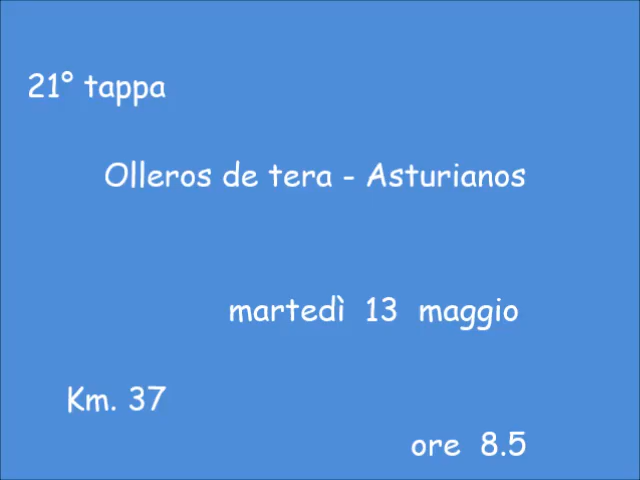 21° tappa
Olleros de tera - Asturianos
martedì 13 maggio
Km. 37
ore 8.5